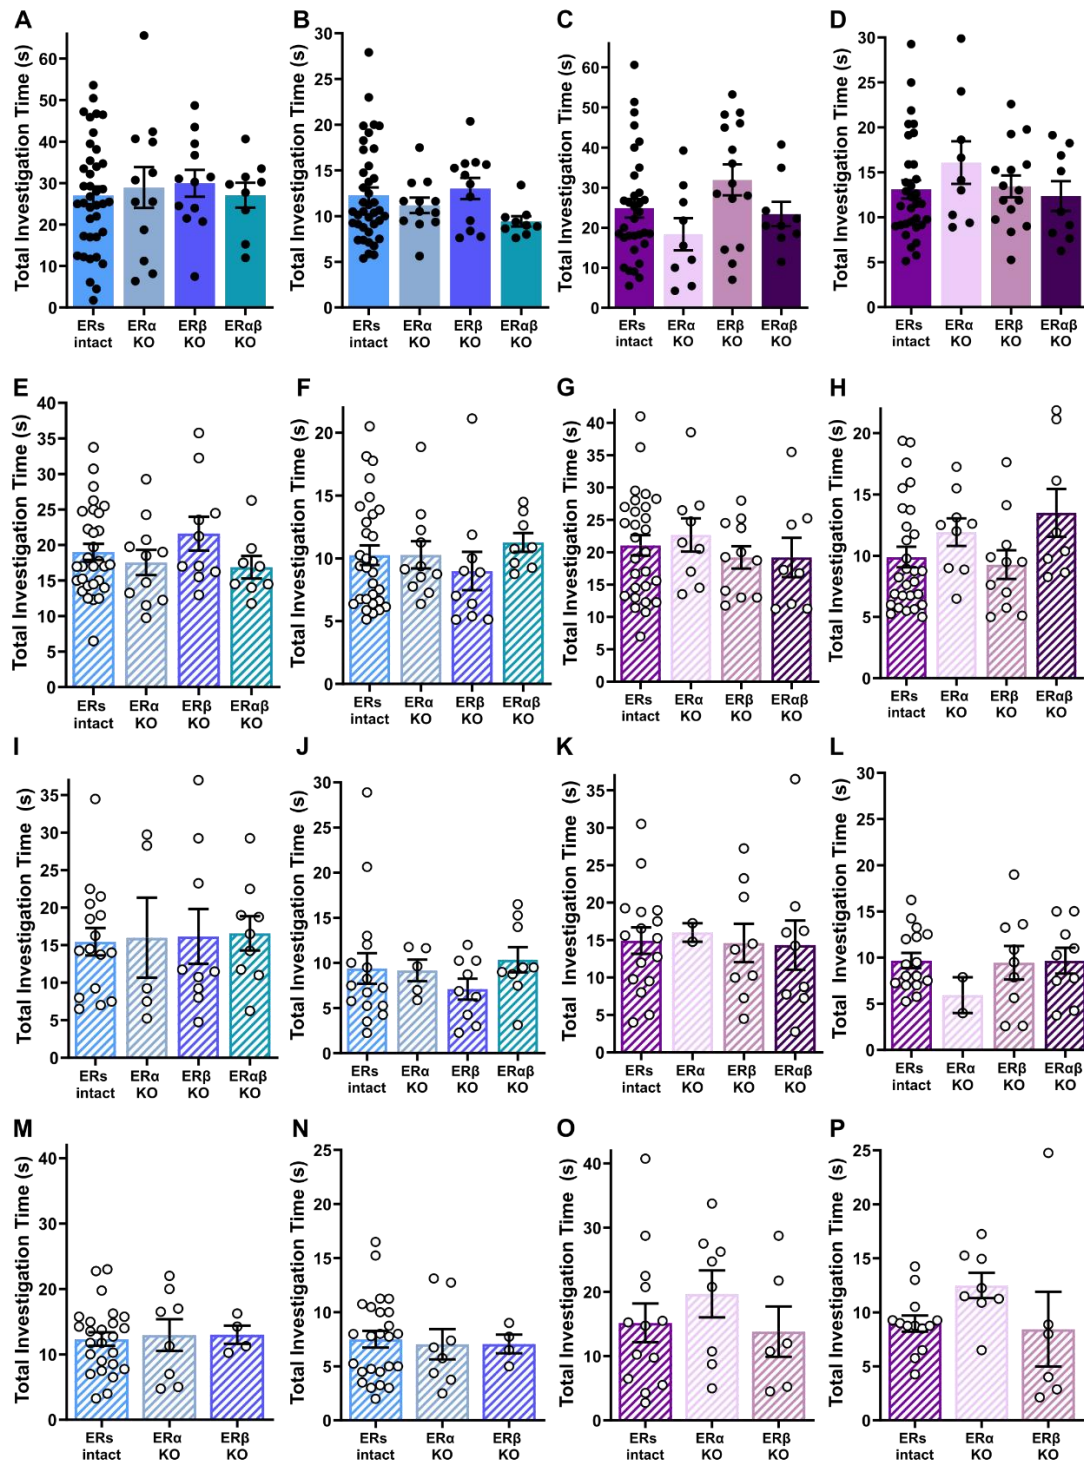 A
Total Investigation Time (s)
60
50
40
30
20
10
0
ERs intact
ERα KO
ERβ KO
ERαβ KO
B
Total Investigation Time (s)
30
25
20
15
10
5
0
ERs intact
ERα KO
ERβ KO
ERαβ KO
C
Total Investigation Time (s)
60
50
40
30
20
10
0
ERs intact
ERα KO
ERβ KO
ERαβ KO
D
Total Investigation Time (s)
30
25
20
15
10
5
0
ERs intact
ERα KO
ERβ KO
ERαβ KO
E
Total Investigation Time (s)
40
35
30
25
20
15
10
5
0
ERs intact
ERα KO
ERβ KO
ERαβ KO
F
Total Investigation Time (s)
20
15
10
5
0
ERs intact
ERα KO
ERβ KO
ERαβ KO
G
Total Investigation Time (s)
40
35
30
25
20
15
10
5
0
ERs intact
ERα KO
ERβ KO
ERαβ KO
H
Total Investigation Time (s)
20
15
10
5
0
ERs intact
ERα KO
ERβ KO
ERαβ KO
I
Total Investigation Time (s)
35
30
25
20
15
10
5
0
ERs intact
ERα KO
ERβ KO
ERαβ KO
J
Total Investigation Time (s)
30
25
20
15
10
5
0
ERs intact
ERα KO
ERβ KO
ERαβ KO
K
Total Investigation Time (s)
35
30
25
20
15
10
5
0
ERs intact
ERα KO
ERβ KO
ERαβ KO
L
Total Investigation Time (s)
30
25
20
15
10
5
0
ERs intact
ERα KO
ERβ KO
ERαβ KO
M
Total Investigation Time (s)
40
30
20
10
0
ERs intact
ERα KO
ERβ KO
N
Total Investigation Time (s)
25
20
15
10
5
0
ERs intact
ERα KO
ERβ KO
O
Total Investigation Time (s)
40
30
20
10
0
ERs intact
ERα KO
ERβ KO
P
Total Investigation Time (s)
25
20
15
10
5
0
ERs intact
ERα KO
ERβ KO